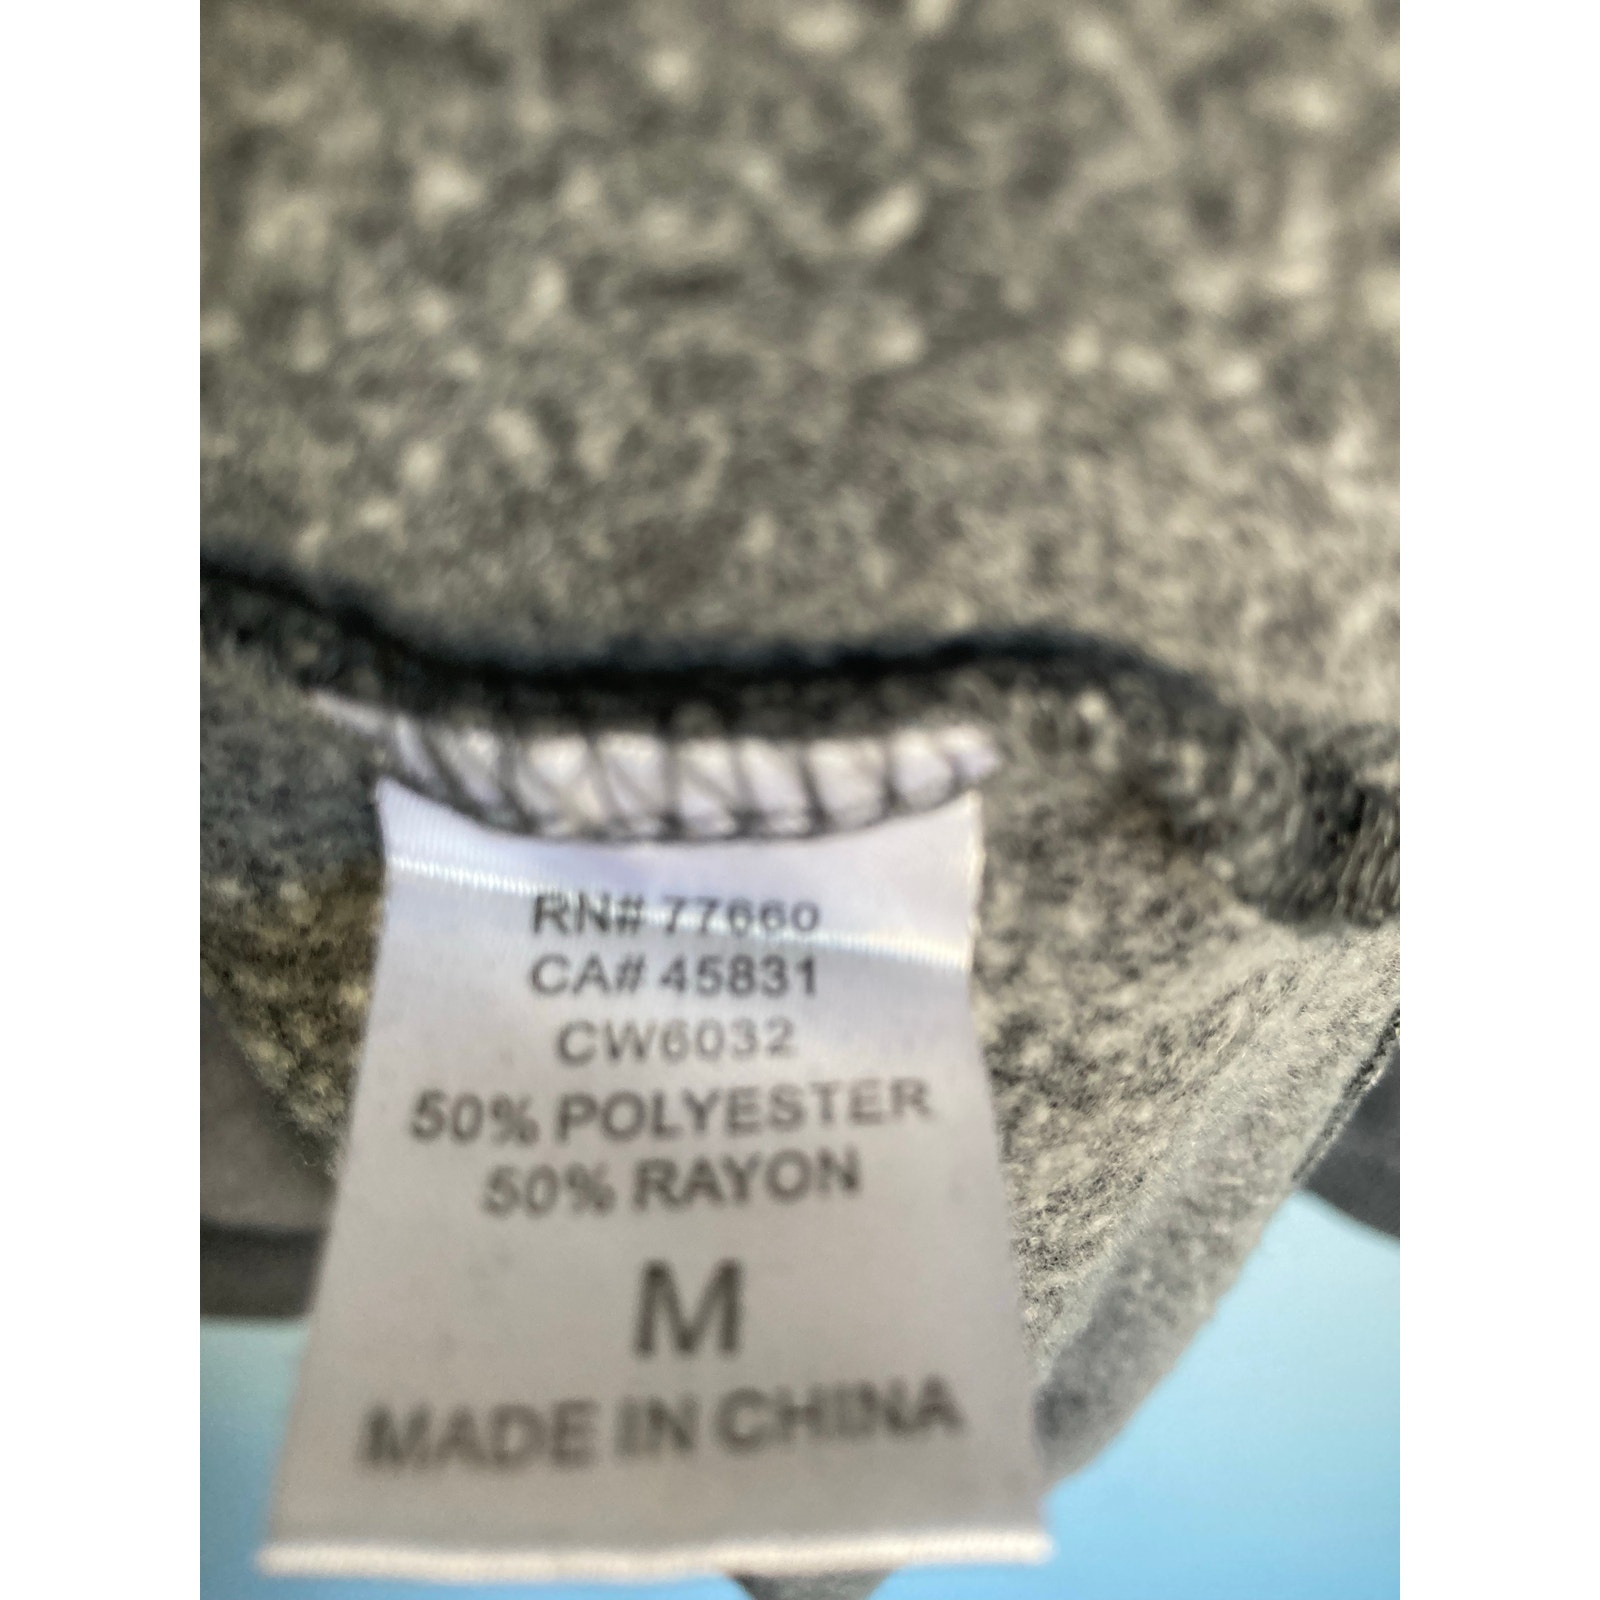 RN# 77660
CA# 45831
CW6032
50% POLYESTER
50% RAYON
M
MADE IN CHINA